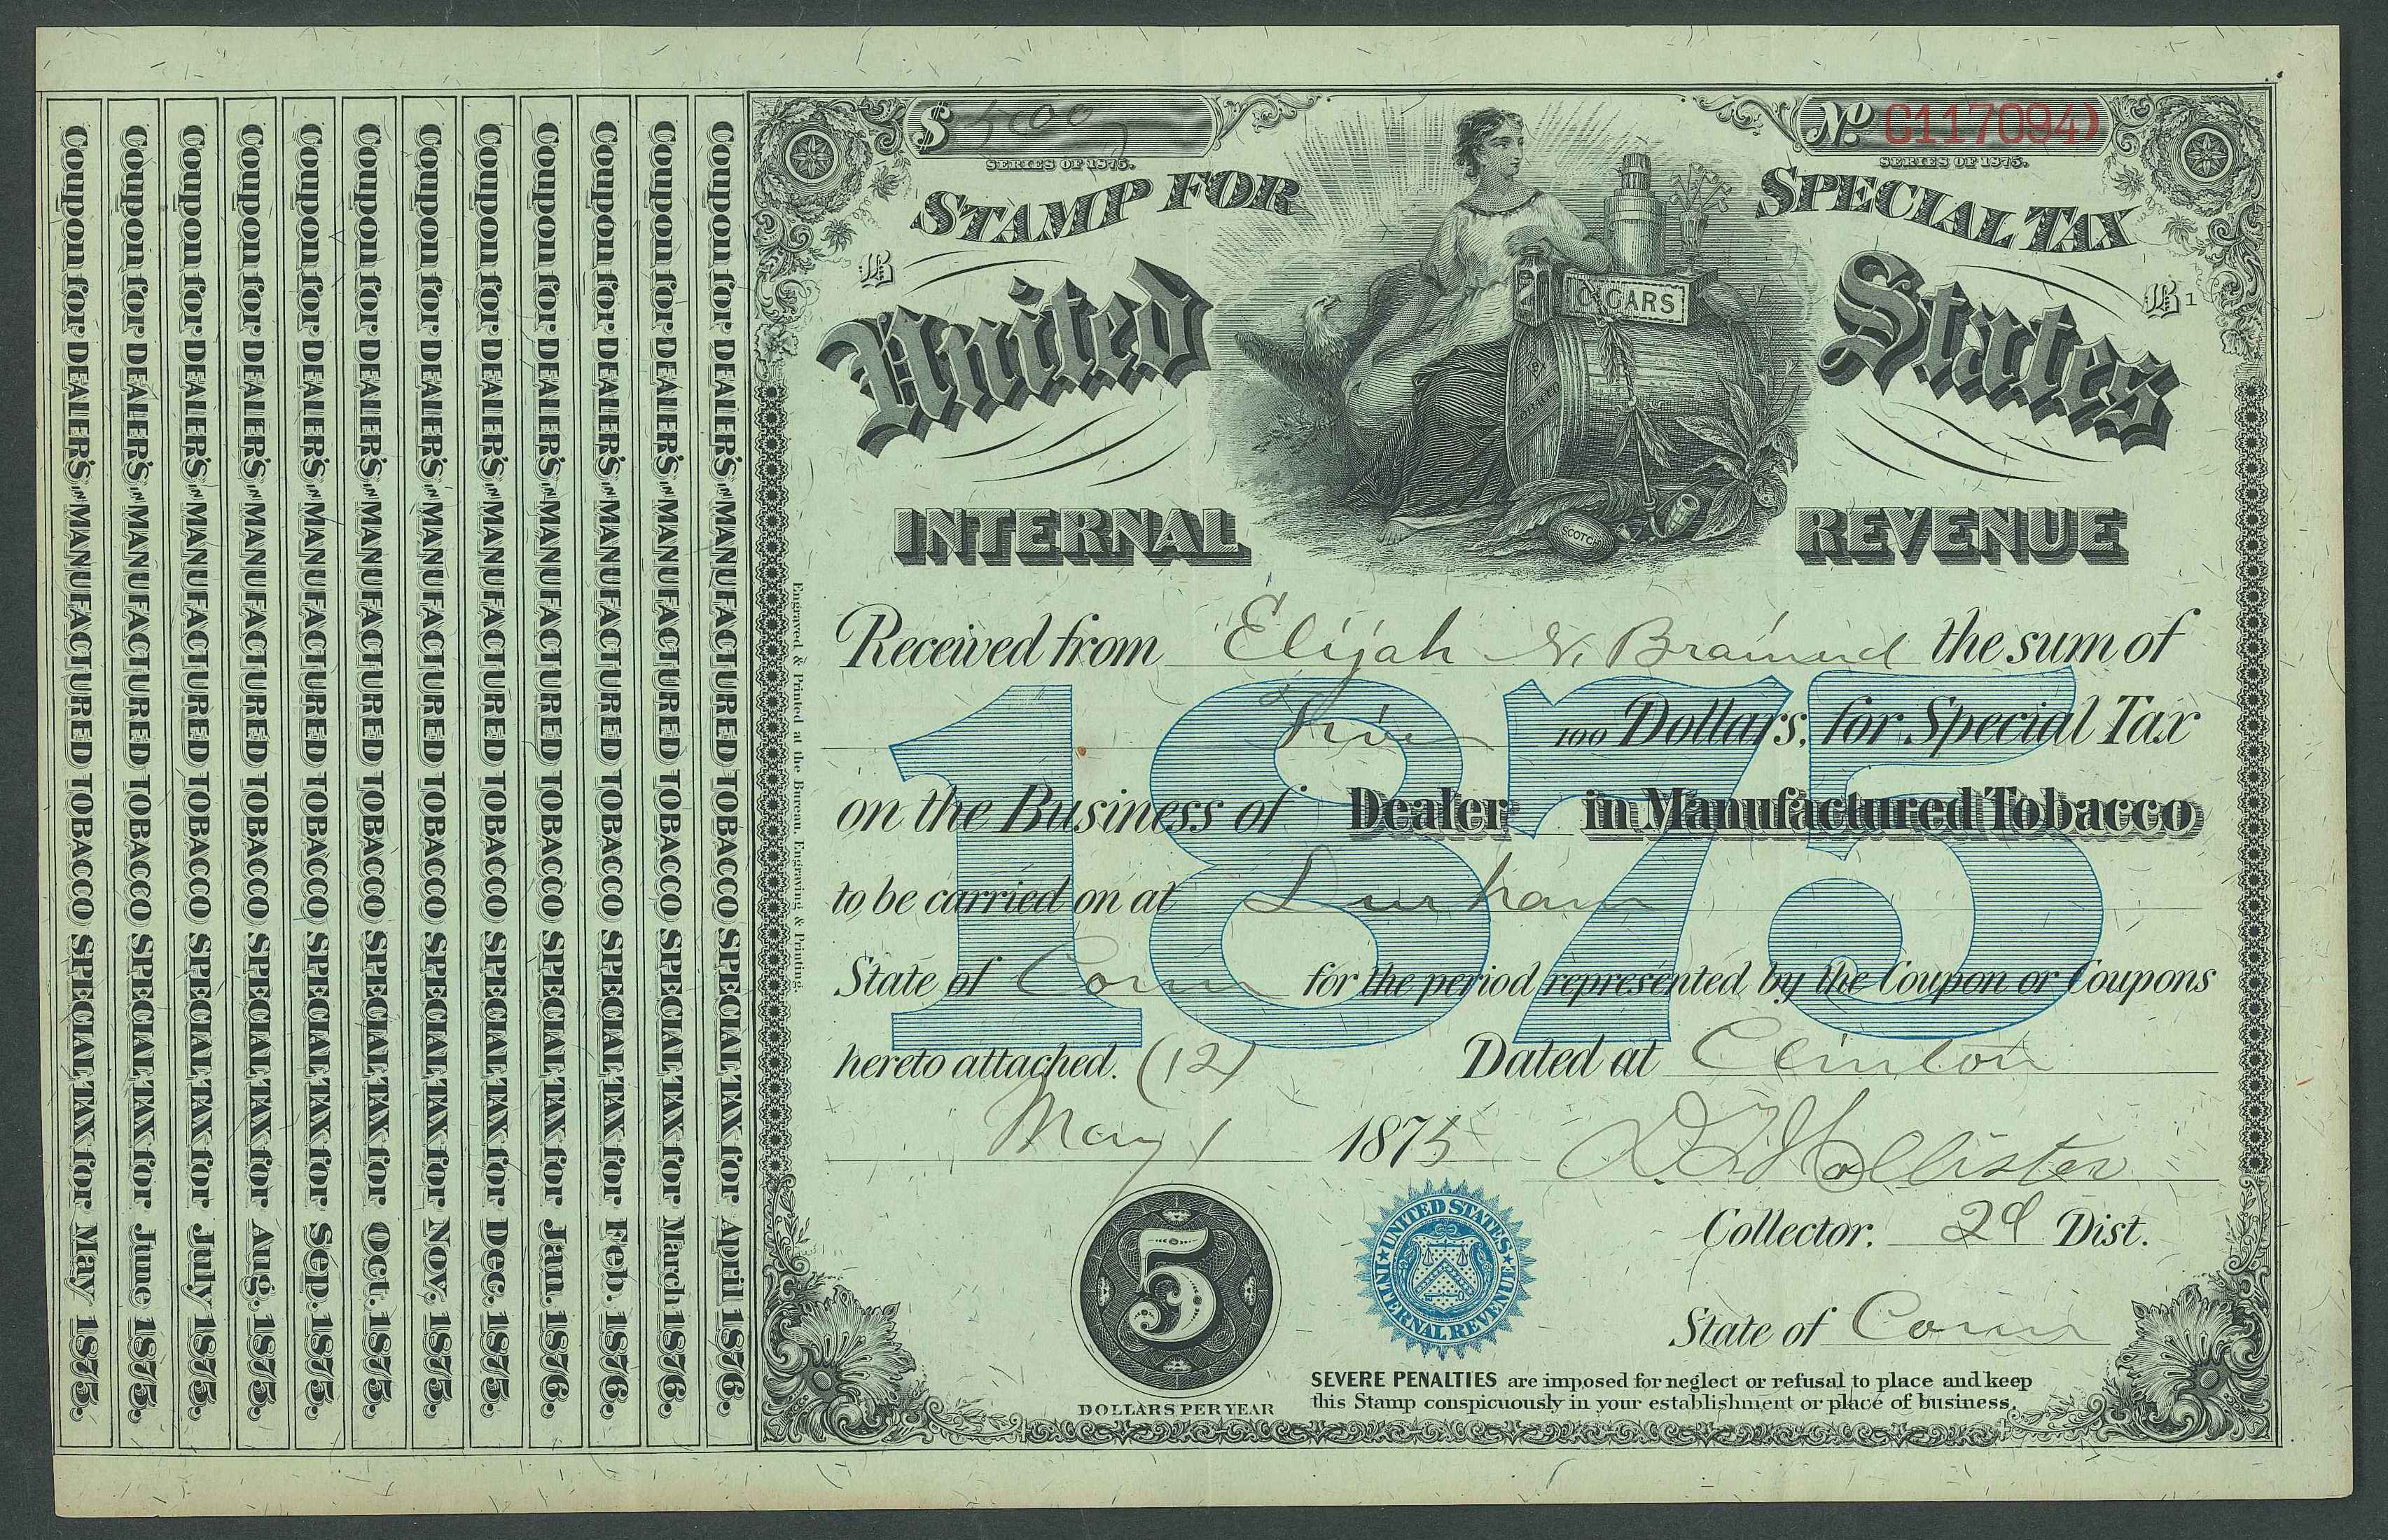 Coupon for DEALER'S IN MANUFACTURED TOBACCO SPECIAL TAX for May 1875.
Coupon for DEALER'S IN MANUFACTURED TOBACCO SPECIAL TAX for June 1875.
Coupon for DEALER'S IN MANUFACTURED TOBACCO SPECIAL TAX for July 1875.
Coupon for DEALER'S IN MANUFACTURED TOBACCO SPECIAL TAX for Aug. 1875.
Coupon for DEALER'S IN MANUFACTURED TOBACCO SPECIAL TAX for Sep. 1875.
Coupon for DEALER'S IN MANUFACTURED TOBACCO SPECIAL TAX for Oct. 1875.
Coupon for DEALER'S IN MANUFACTURED TOBACCO SPECIAL TAX for Nov. 1875.
Coupon for DEALER'S IN MANUFACTURED TOBACCO SPECIAL TAX for Dec. 1875.
Coupon for DEALER'S IN MANUFACTURED TOBACCO SPECIAL TAX for Jan. 1876.
Coupon for DEALER'S IN MANUFACTURED TOBACCO SPECIAL TAX for Feb. 1876.
Coupon for DEALER'S IN MANUFACTURED TOBACCO SPECIAL TAX for March 1876.
Coupon for DEALER'S IN MANUFACTURED TOBACCO SPECIAL TAX for April 1876.
$ 5.00
SERIES OF 1875.
No. G117094
SERIES OF 1875.
STAMP FOR SPECIAL TAX
B
B 1
United States
CIGARS
TOBACCO
SCOTCH
INTERNAL REVENUE
Engraved & Printed at the Bureau, Engraving & Printing.
Received from Elijah N. Brainerd the sum of
Five 100 Dollars, for Special Tax
1875
on the Business of Dealer in Manufactured Tobacco
to be carried on at Durham
State of Conn for the period represented by the Coupon or Coupons
hereto attached. (12) Dated at Clinton
May 1 1875 Hollister
Collector, 2d Dist.
State of Conn
5
DOLLARS PER YEAR
UNITED STATES INTERNAL REVENUE
SEVERE PENALTIES are imposed for neglect or refusal to place and keep
this Stamp conspicuously in your establishment or place of business.